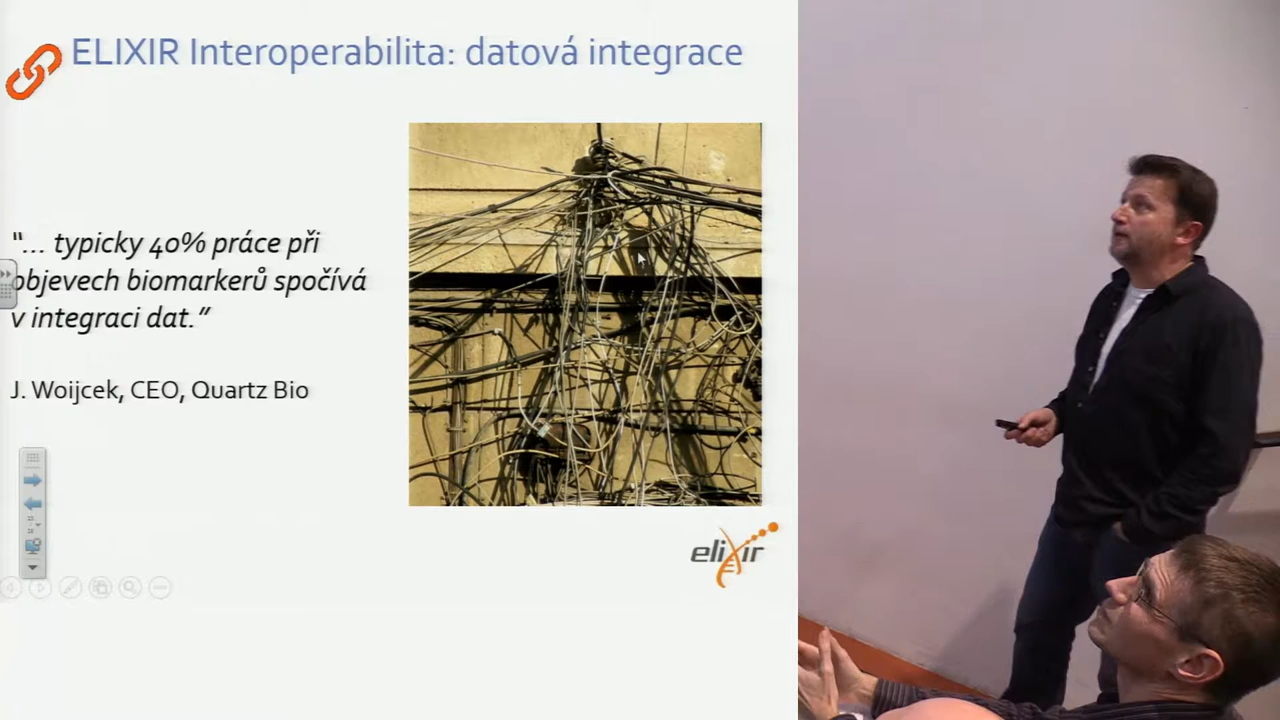 ELIXIR Interoperabilita: datová integrace
“... typicky 40% práce při
objevech biomarkerů spočívá
v integraci dat.”
J. Woijcek, CEO, Quartz Bio
elixir